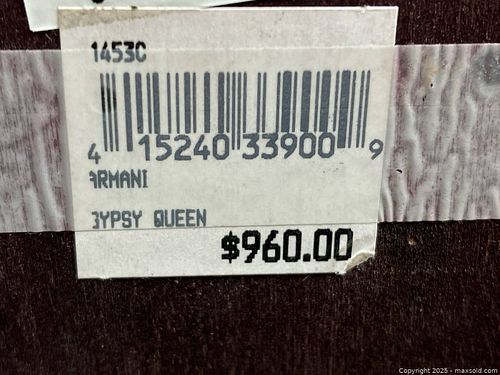 1453C
4 15240 33900 9
ARMANI
GYPSY QUEEN
$960.00
Copyright 2025 - maxsold.com